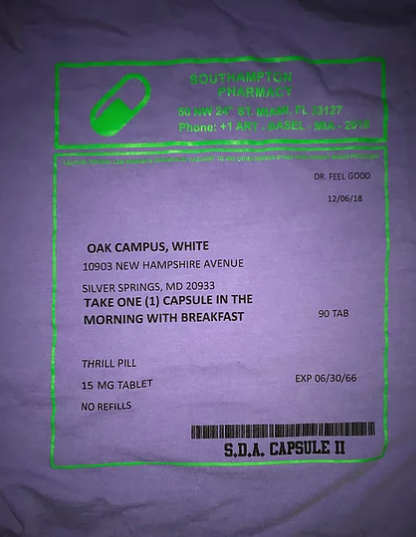 SOUTHAMPTON
PHARMACY
50 NW 24TH ST. MIAMI, FL 33127
Phone: +1 ART - BASEL - MIA - 2018
DR. FEEL GOOD
12/06/18
OAK CAMPUS, WHITE
10903 NEW HAMPSHIRE AVENUE
SILVER SPRINGS, MD 20933
TAKE ONE (1) CAPSULE IN THE
MORNING WITH BREAKFAST
90 TAB
THRILL PILL
15 MG TABLET
EXP 06/30/66
NO REFILLS
S.D.A. CAPSULE II